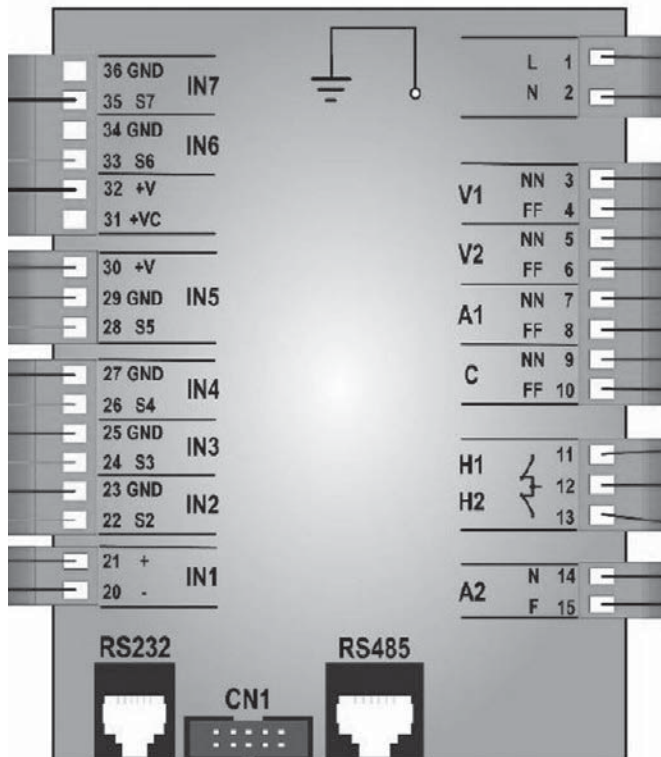 36 GND
IN7
35 S7
34 GND
IN6
33 S6
32 +V
31 +VC
30 +V
29 GND IN5
28 S5
27 GND
IN4
26 S4
25 GND
IN3
24 S3
23 GND
IN2
22 S2
21 +
IN1
20 -
L 1
N 2
V1
NN 3
FF 4
V2
NN 5
FF 6
A1
NN 7
FF 8
C
NN 9
FF 10
H1
11
12
H2
13
A2
N 14
F 15
RS232
CN1
RS485